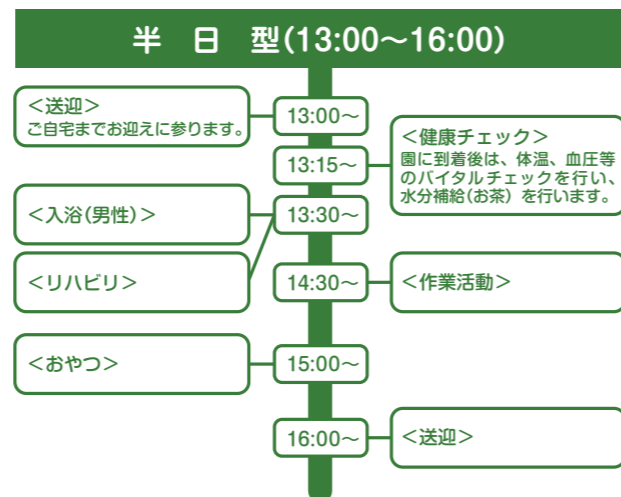 半 日 型(13:00～16:00)
＜送迎＞
ご自宅までお迎えに参ります。
13:00～
13:15～
＜健康チェック＞
園に到着後は、体温、血圧等
のバイタルチェックを行い、
水分補給(お茶) を行います。
＜入浴(男性)＞
13:30～
＜リハビリ＞
14:30～
＜作業活動＞
＜おやつ＞
15:00～
16:00～
＜送迎＞